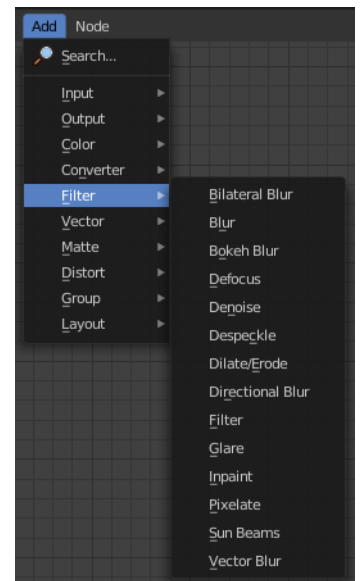 Add Node
Search...
Input
Output
Color
Converter
Filter
Vector
Matte
Distort
Group
Layout
Bilateral Blur
Blur
Bokeh Blur
Defocus
Denoise
Despeckle
Dilate/Erode
Directional Blur
Filter
Glare
Inpaint
Pixelate
Sun Beams
Vector Blur